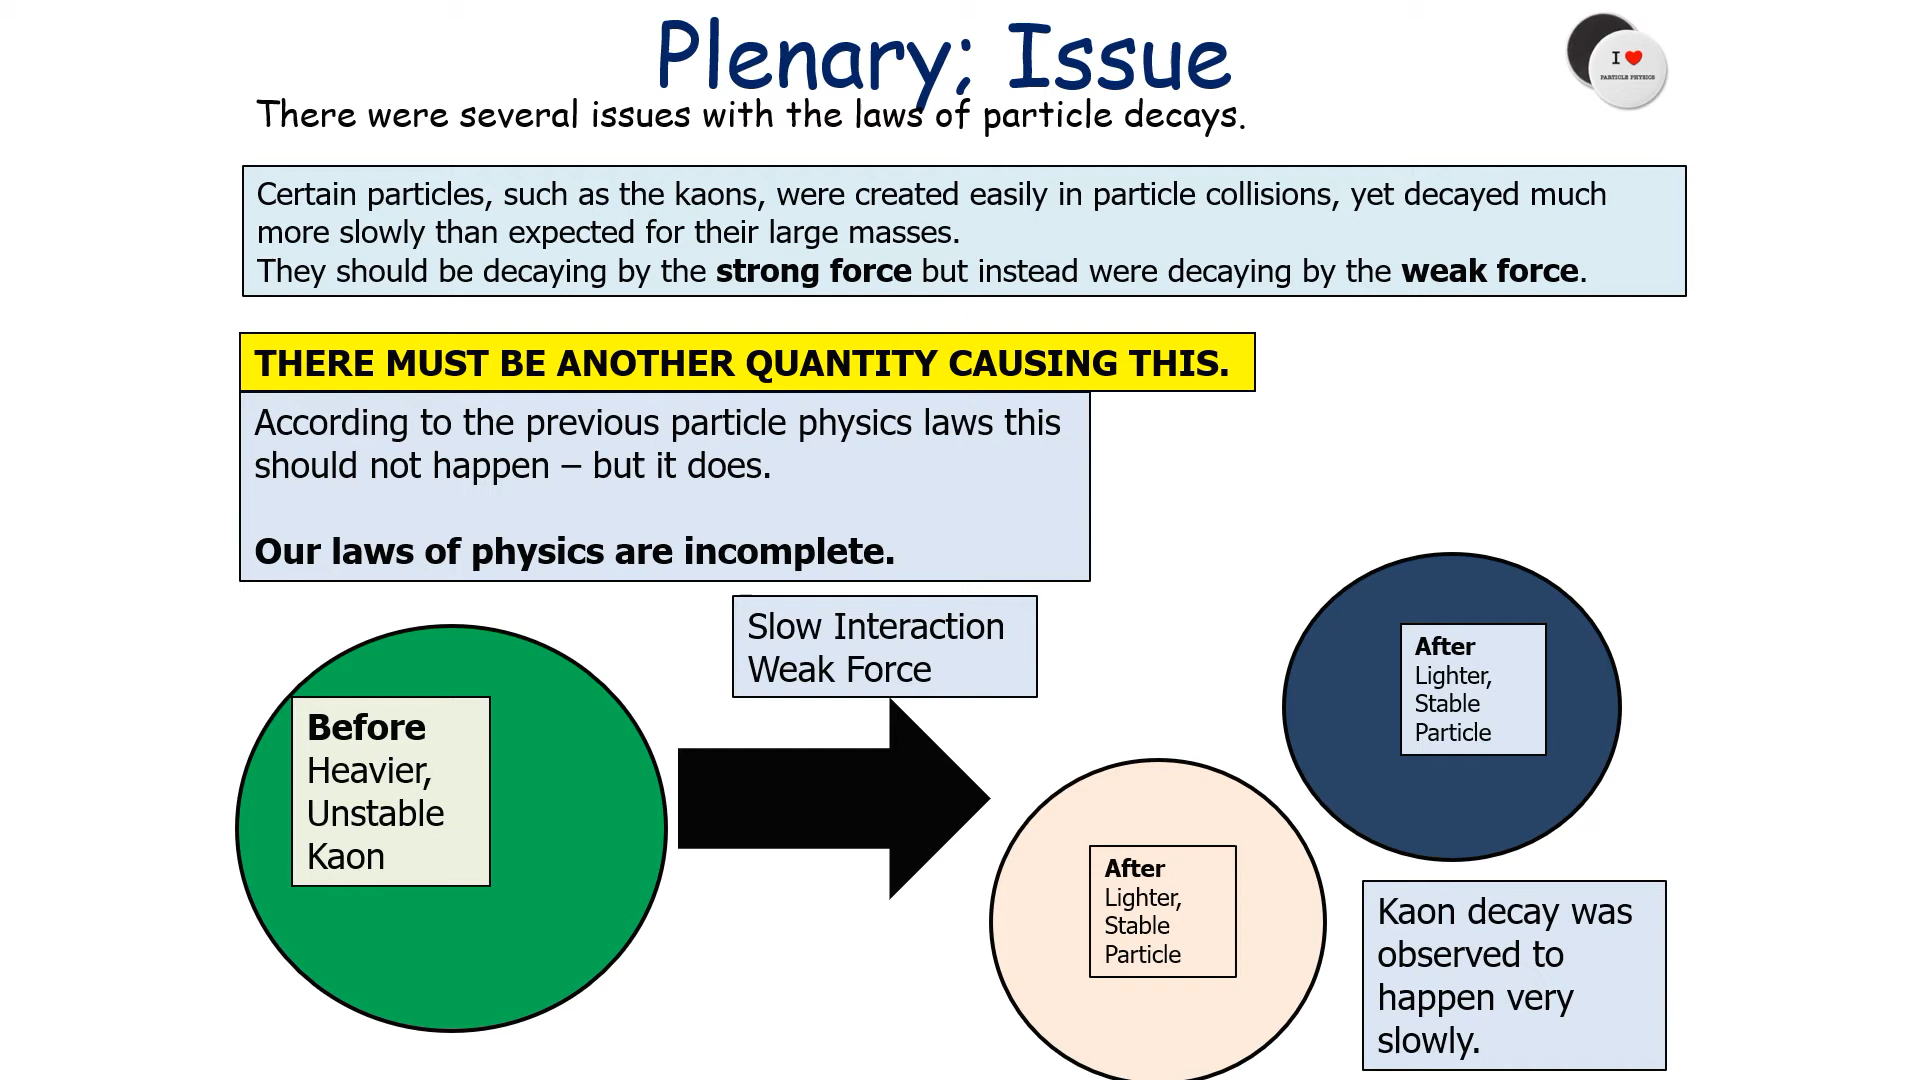 Plenary; Issue
I ❤
PARTICLE PHYSICS
There were several issues with the laws of particle decays.
Certain particles, such as the kaons, were created easily in particle collisions, yet decayed much
more slowly than expected for their large masses.
They should be decaying by the strong force but instead were decaying by the weak force.
THERE MUST BE ANOTHER QUANTITY CAUSING THIS.
According to the previous particle physics laws this
should not happen – but it does.
Our laws of physics are incomplete.
Slow Interaction
Weak Force
Before
Heavier,
Unstable
Kaon
After
Lighter,
Stable
Particle
After
Lighter,
Stable
Particle
Kaon decay was
observed to
happen very
slowly.